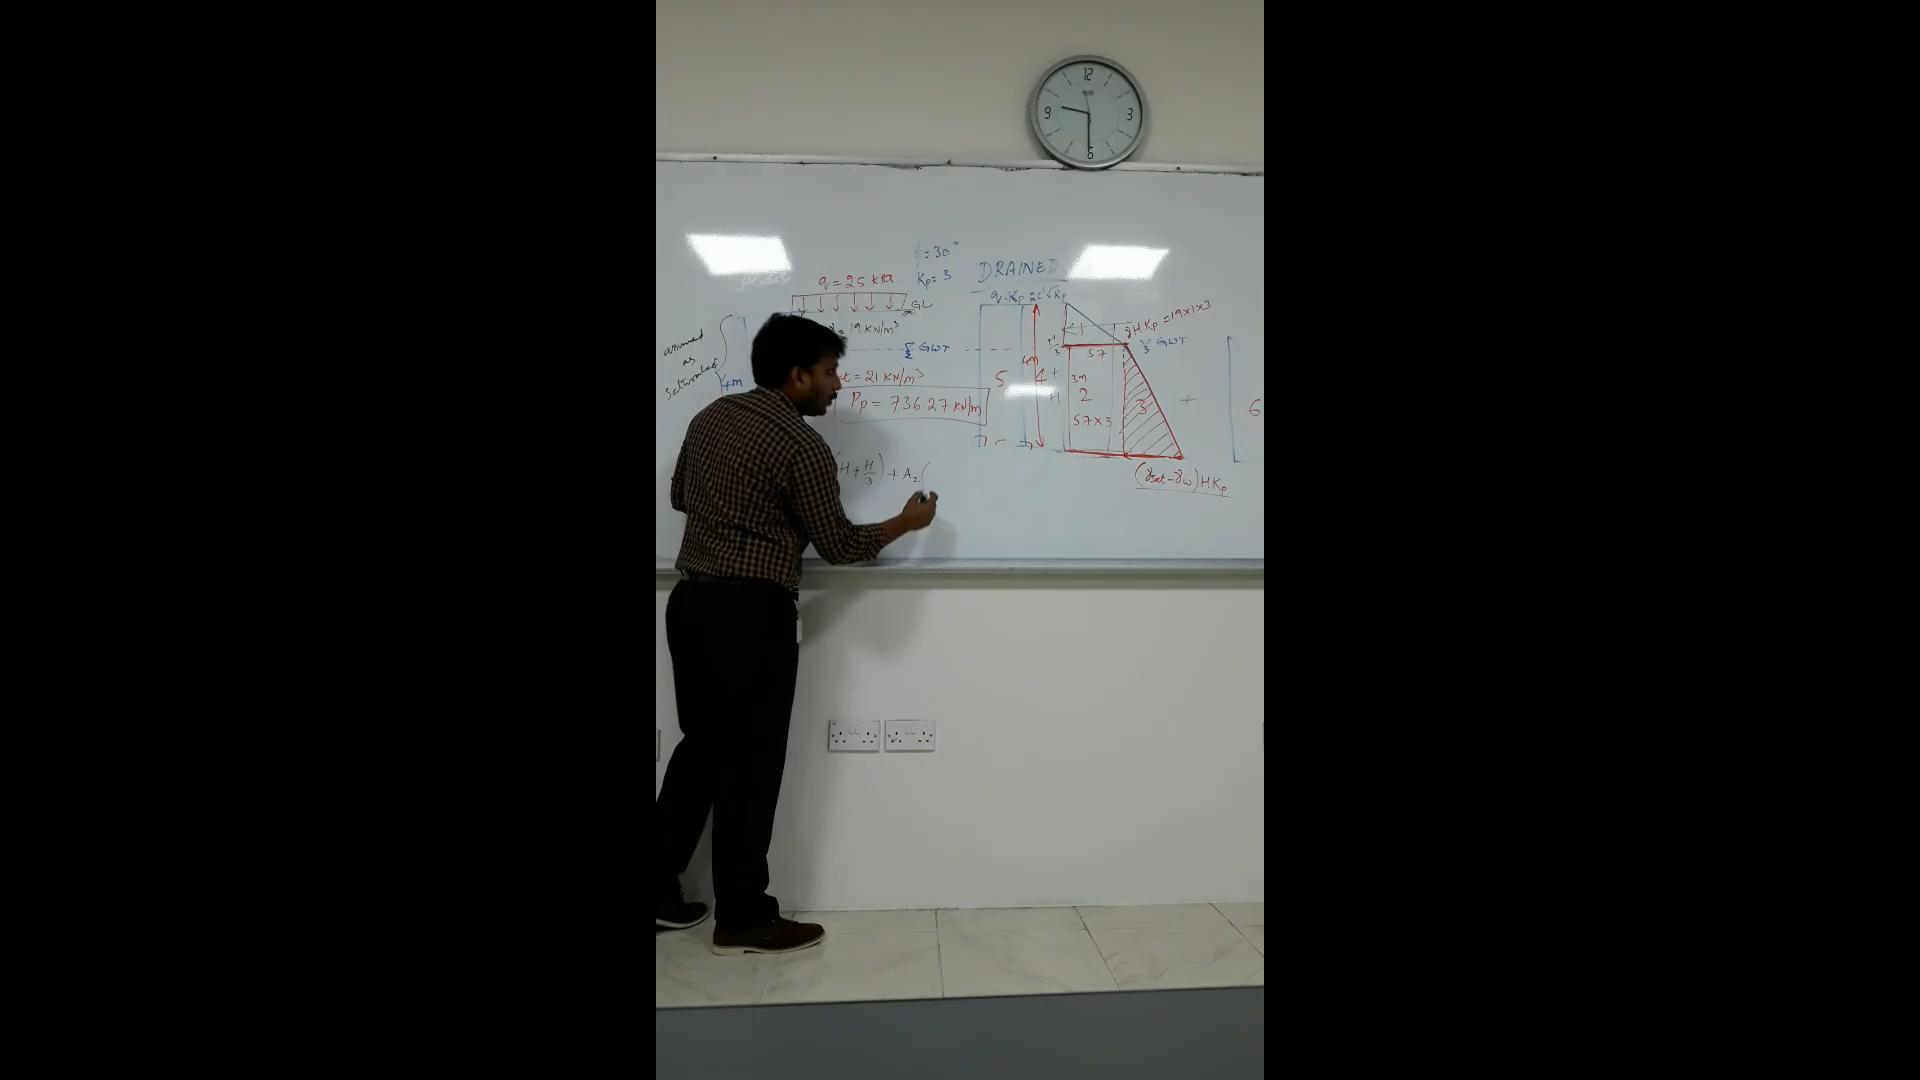 12
9
3
6
ϕ=30°
Kp=3
DRAINED
q=25 kPa.
GL
q.Kp 2c'√Kp
= 19 KN/m³
γHKp =19×1×3
GWT
GWT
assumed
as
saturated
4m
t = 21 KN/m³
Pp = 736.27 KN/m
5
4m
4
H/3
+
H
1
57
3m
2
57×3
3
+
6
(H+H/3)+A₂(
(γsat-γw)HKp